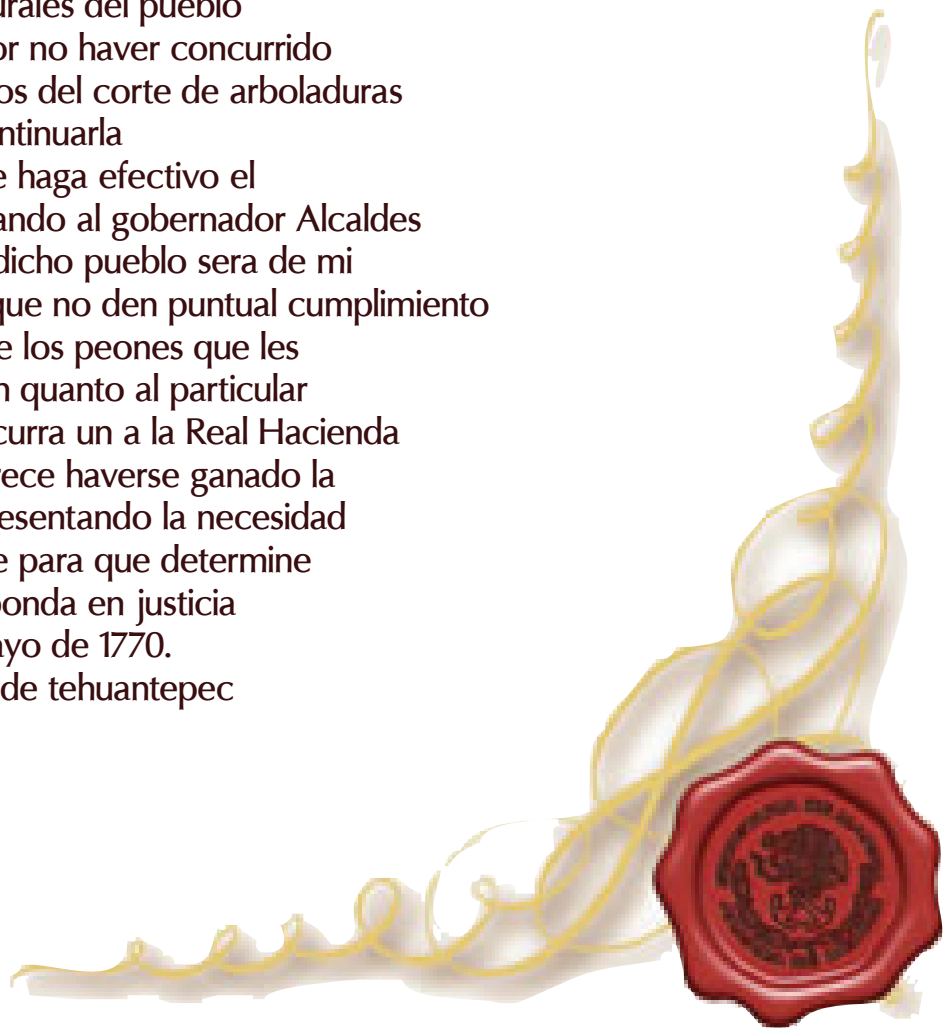 urales del pueblo
or no haver concurrido
os del corte de arboladuras
ntinuarla
e haga efectivo el
ando al gobernador Alcaldes
dicho pueblo sera de mi
que no den puntual cumplimiento
e los peones que les
n quanto al particular
curra un a la Real Hacienda
rece haverse ganado la
esentando la necesidad
e para que determine
ponda en justicia
ayo de 1770.
de tehuantepec